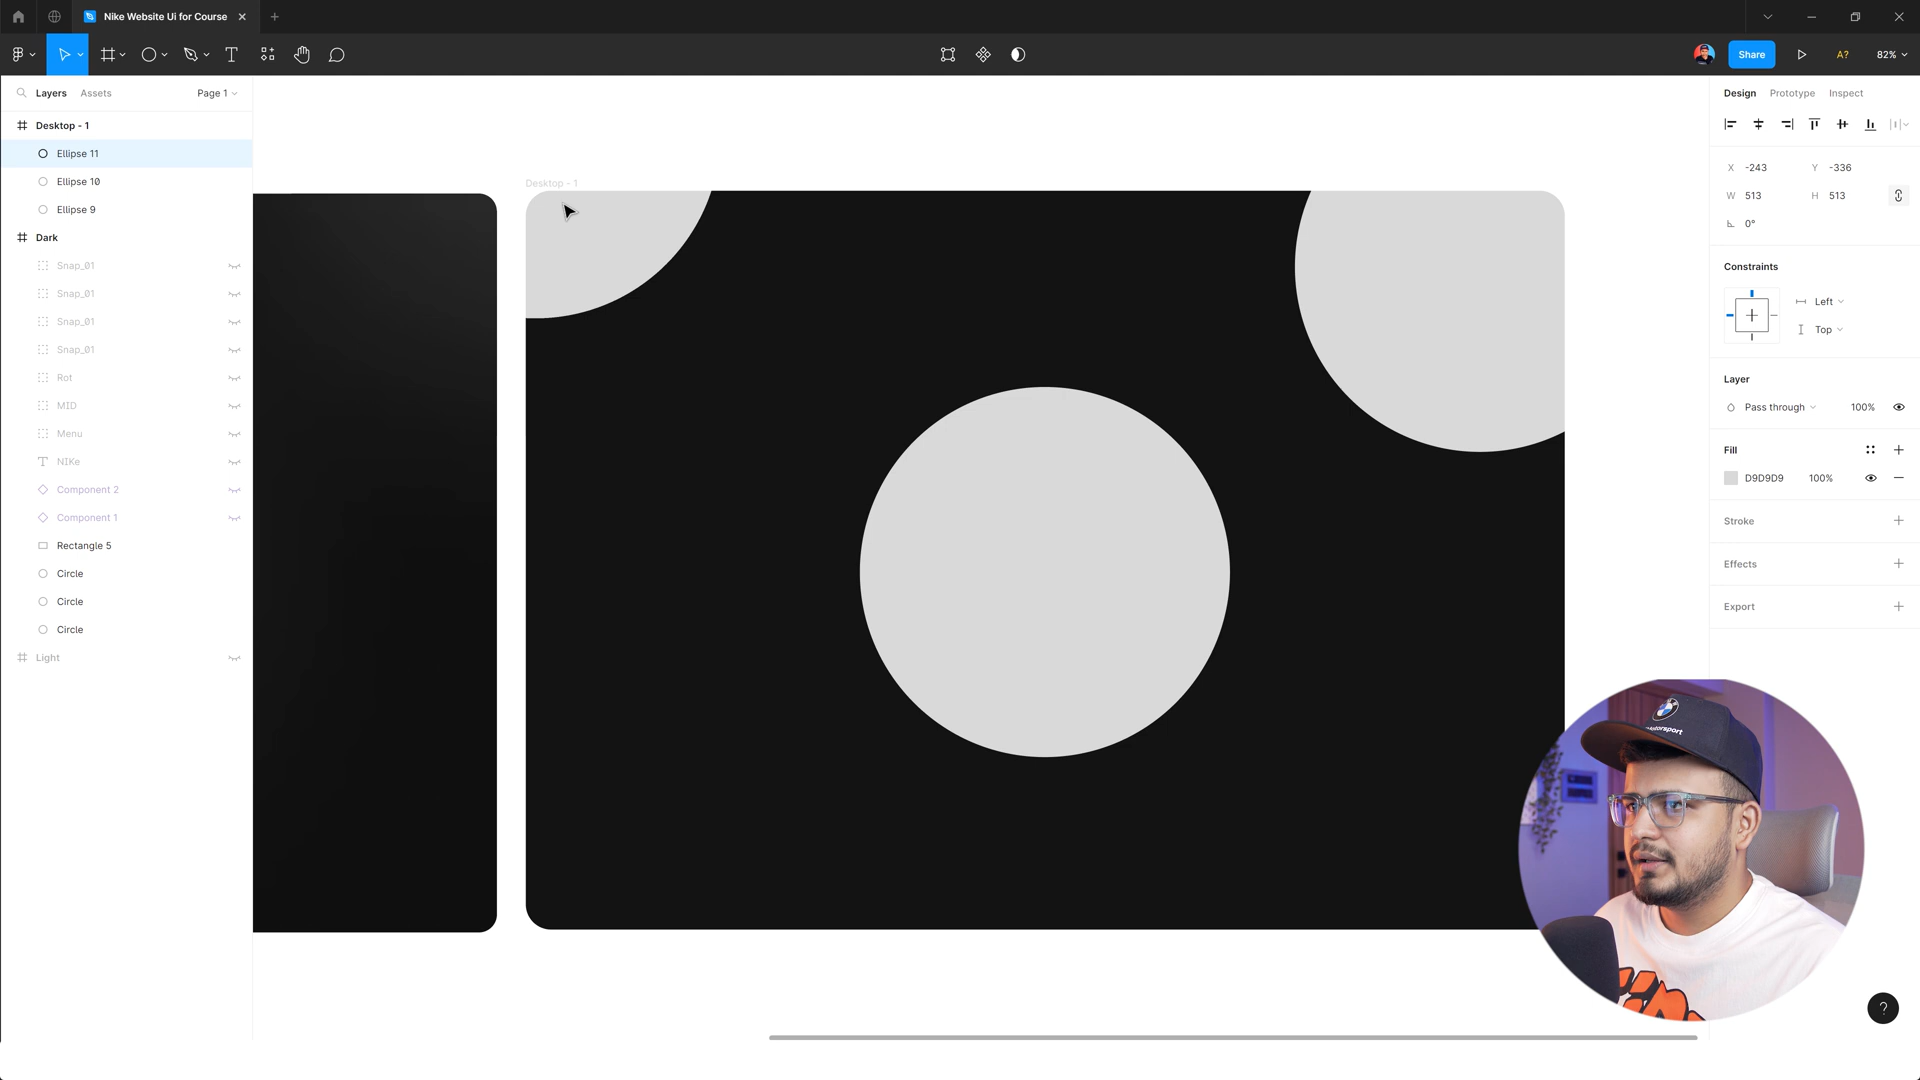 Nike Website Ui for Course
Share
A?
82%
Layers
Assets
Page 1
Desktop - 1
Ellipse 11
Ellipse 10
Ellipse 9
Dark
Snap_01
Snap_01
Snap_01
Snap_01
Rot
MID
Menu
NIKe
Component 2
Component 1
Rectangle 5
Circle
Circle
Circle
Light
Desktop - 1
Design
Prototype
Inspect
X
-243
Y
-336
W
513
H
513
0°
Constraints
Left
Top
Layer
Pass through
100%
Fill
D9D9D9
100%
Stroke
Effects
Export
BMW
?